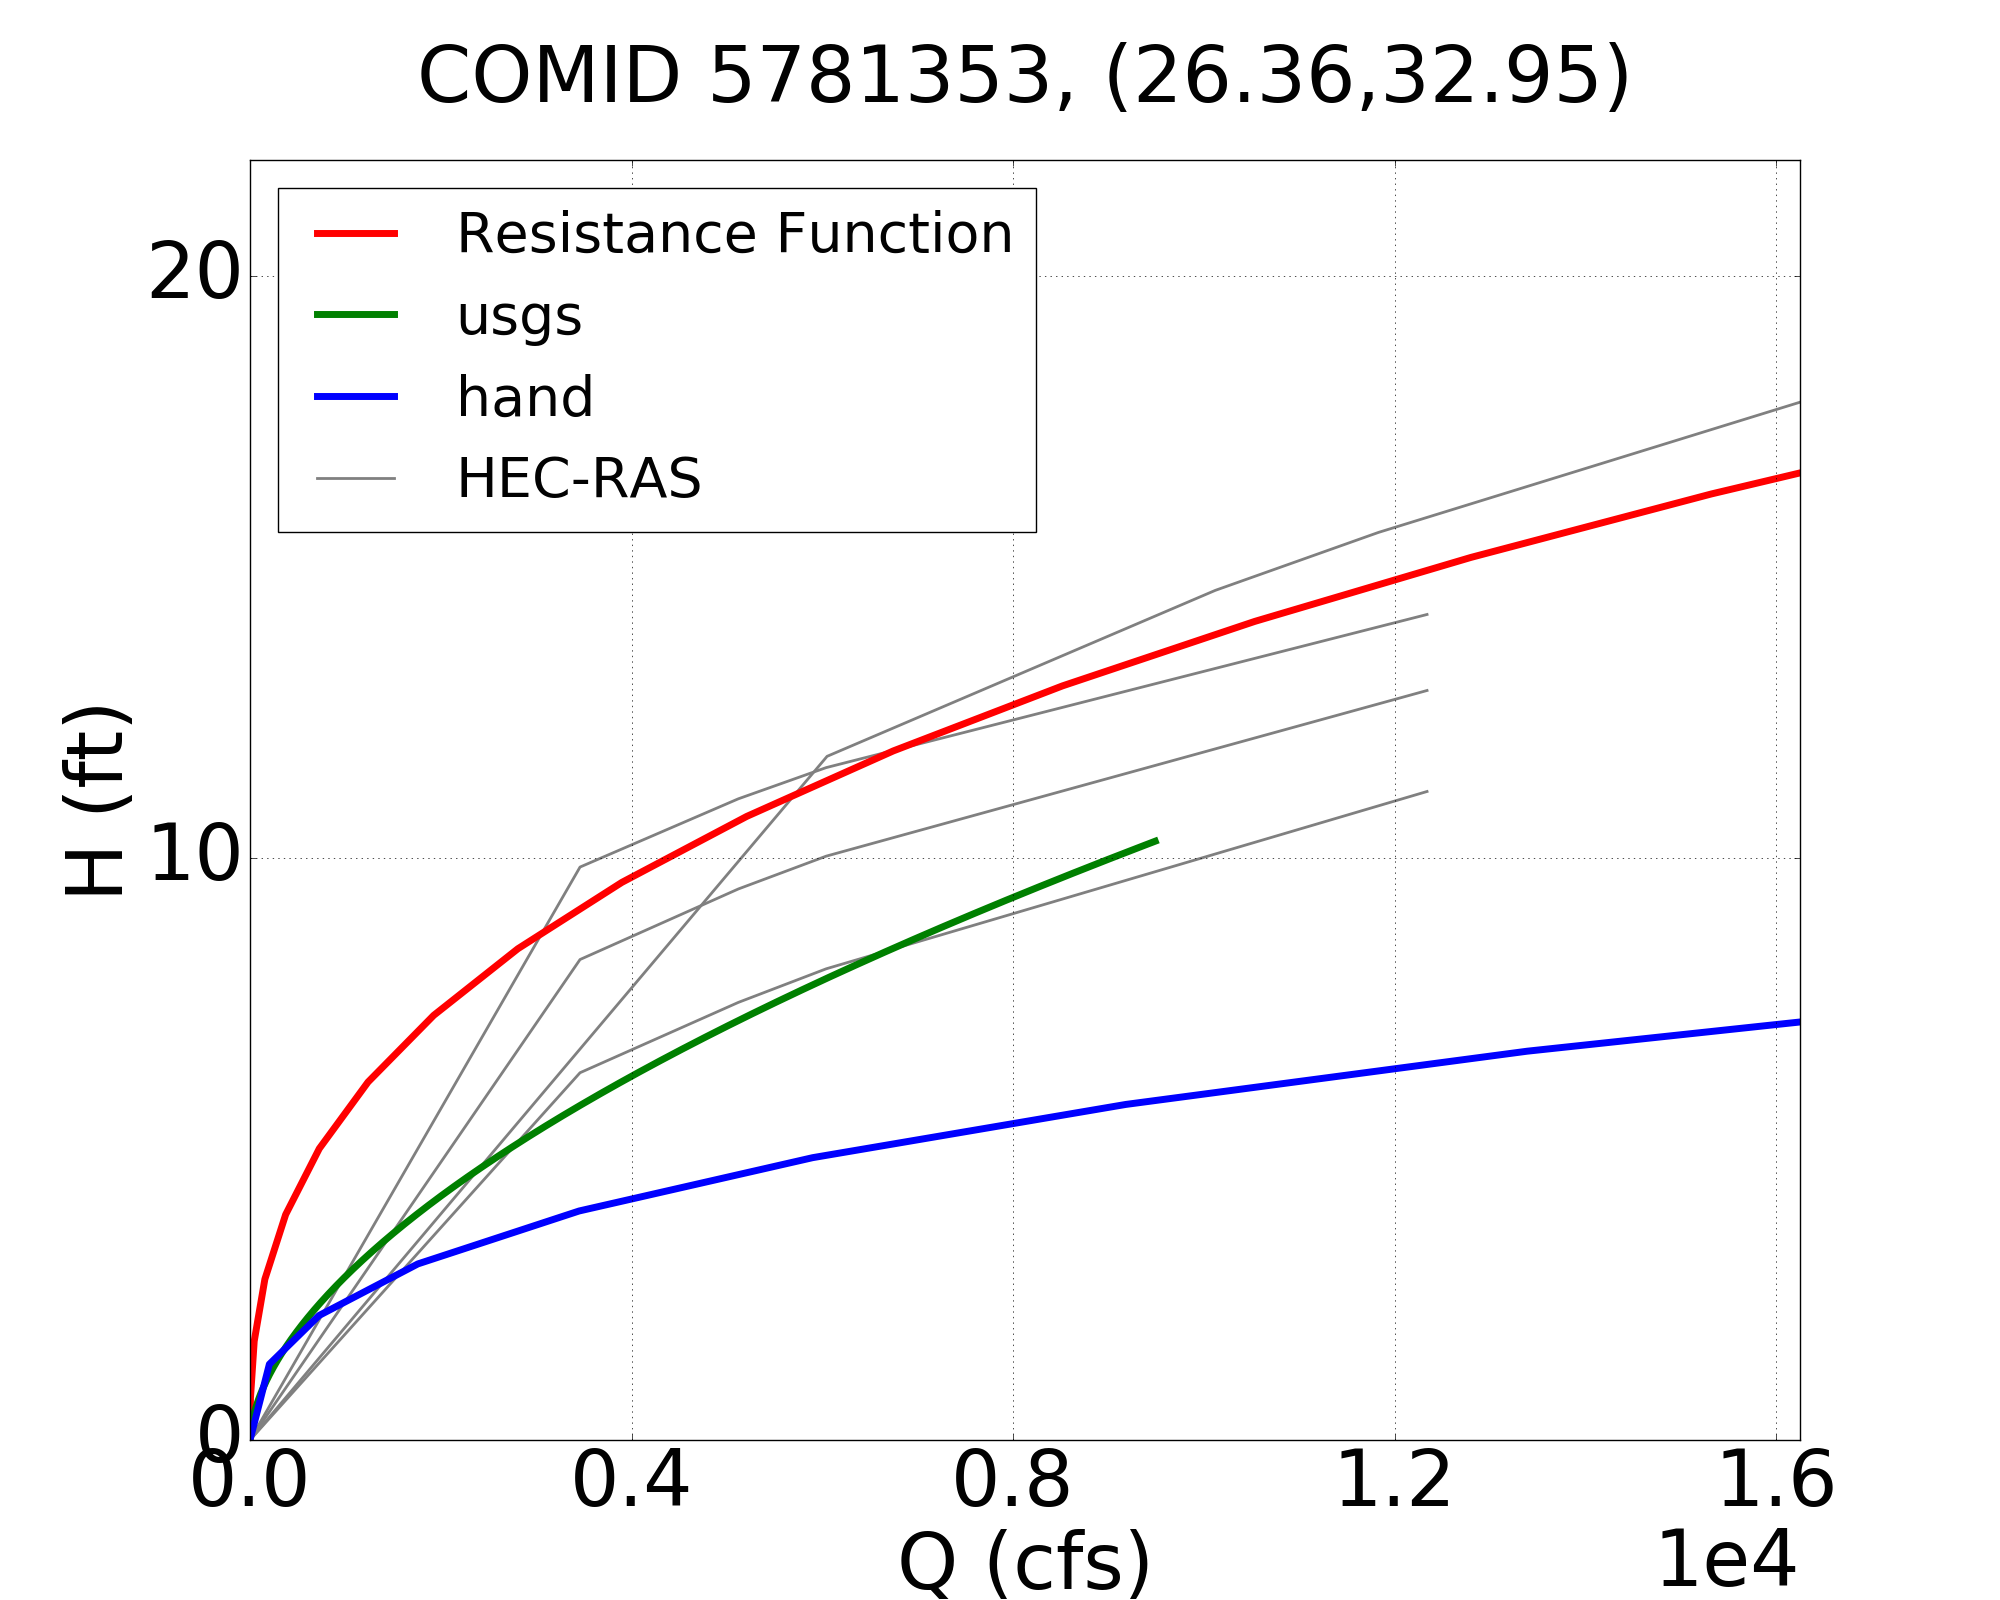 COMID 5781353, (26.36,32.95)
Resistance Function
usgs
hand
HEC-RAS
20
10
0
H (ft)
0.0 0.4 0.8 1.2 1.6
1e4
Q (cfs)